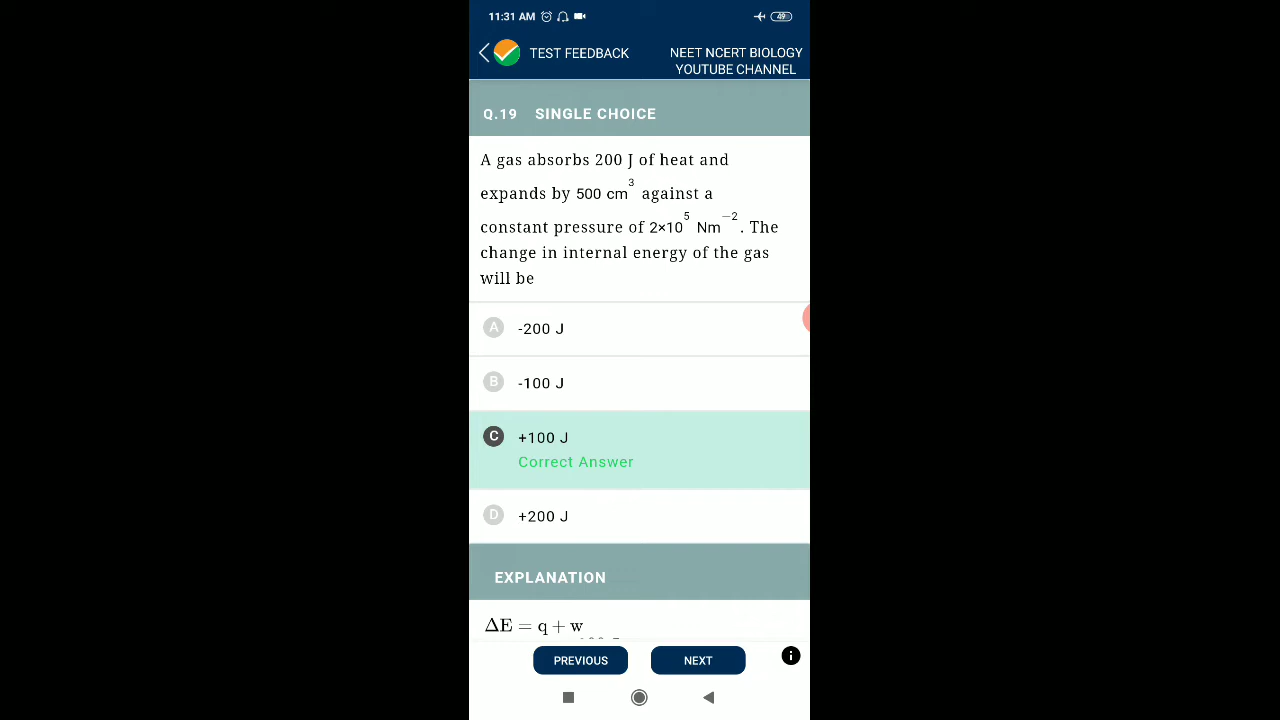 11:31 AM 49
TEST FEEDBACK
NEET NCERT BIOLOGY
YOUTUBE CHANNEL
Q.19 SINGLE CHOICE
A gas absorbs 200 J of heat and
expands by 500 cm³ against a
constant pressure of 2×10⁵ Nm⁻². The
change in internal energy of the gas
will be
A -200 J
B -100 J
C +100 J
Correct Answer
D +200 J
EXPLANATION
ΔE = q + w
PREVIOUS NEXT